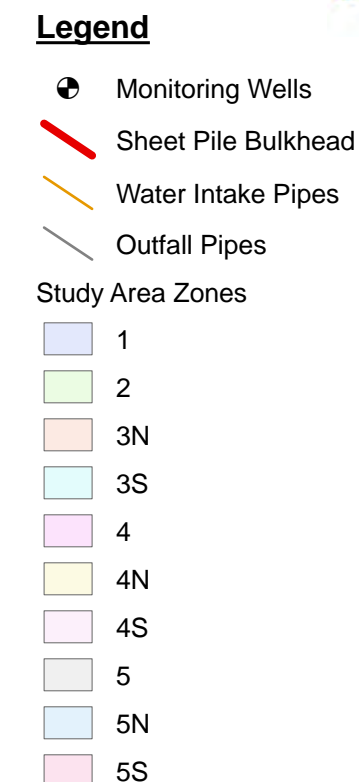 Legend
Monitoring Wells
Sheet Pile Bulkhead
Water Intake Pipes
Outfall Pipes
Study Area Zones
1
2
3N
3S
4
4N
4S
5
5N
5S